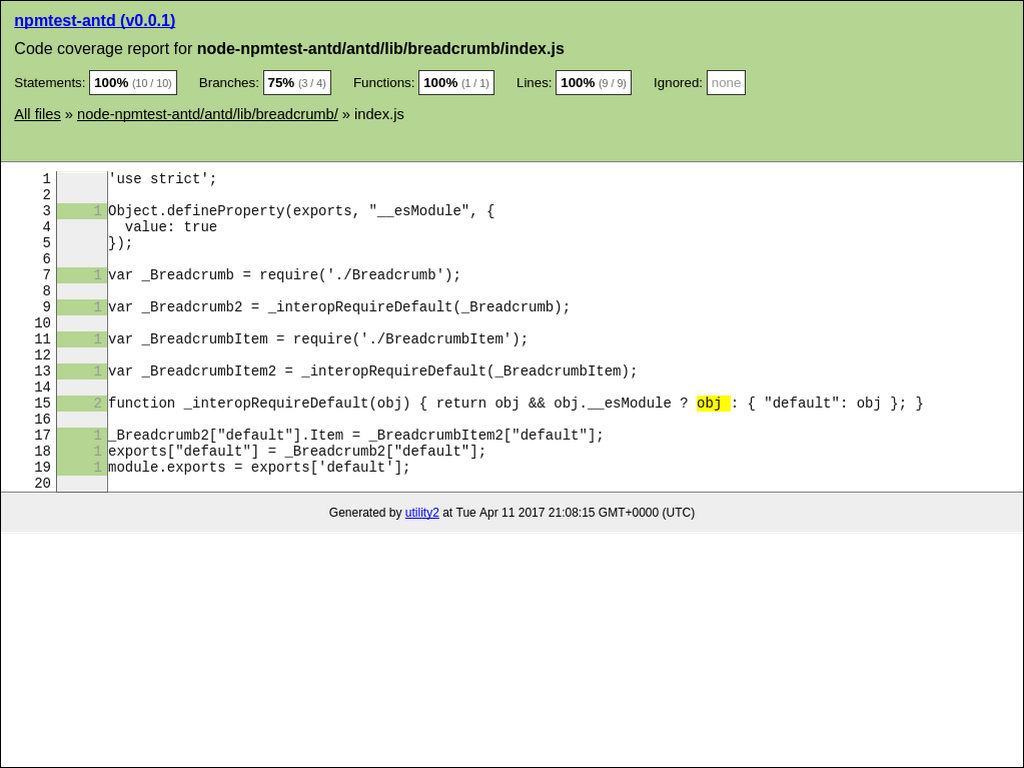 npmtest-antd (v0.0.1)
Code coverage report for node-npmtest-antd/antd/lib/breadcrumb/index.js
Statements: 100% (10 / 10) Branches: 75% (3 / 4) Functions: 100% (1 / 1) Lines: 100% (9 / 9) Ignored: none
All files » node-npmtest-antd/antd/lib/breadcrumb/ » index.js
1 'use strict';
2
3 1 Object.defineProperty(exports, "__esModule", {
4   value: true
5 });
6
7 1 var _Breadcrumb = require('./Breadcrumb');
8
9 1 var _Breadcrumb2 = _interopRequireDefault(_Breadcrumb);
10
11 1 var _BreadcrumbItem = require('./BreadcrumbItem');
12
13 1 var _BreadcrumbItem2 = _interopRequireDefault(_BreadcrumbItem);
14
15 2 function _interopRequireDefault(obj) { return obj && obj.__esModule ? obj : { "default": obj }; }
16
17 1 _Breadcrumb2["default"].Item = _BreadcrumbItem2["default"];
18 1 exports["default"] = _Breadcrumb2["default"];
19 1 module.exports = exports['default'];
20
Generated by utility2 at Tue Apr 11 2017 21:08:15 GMT+0000 (UTC)